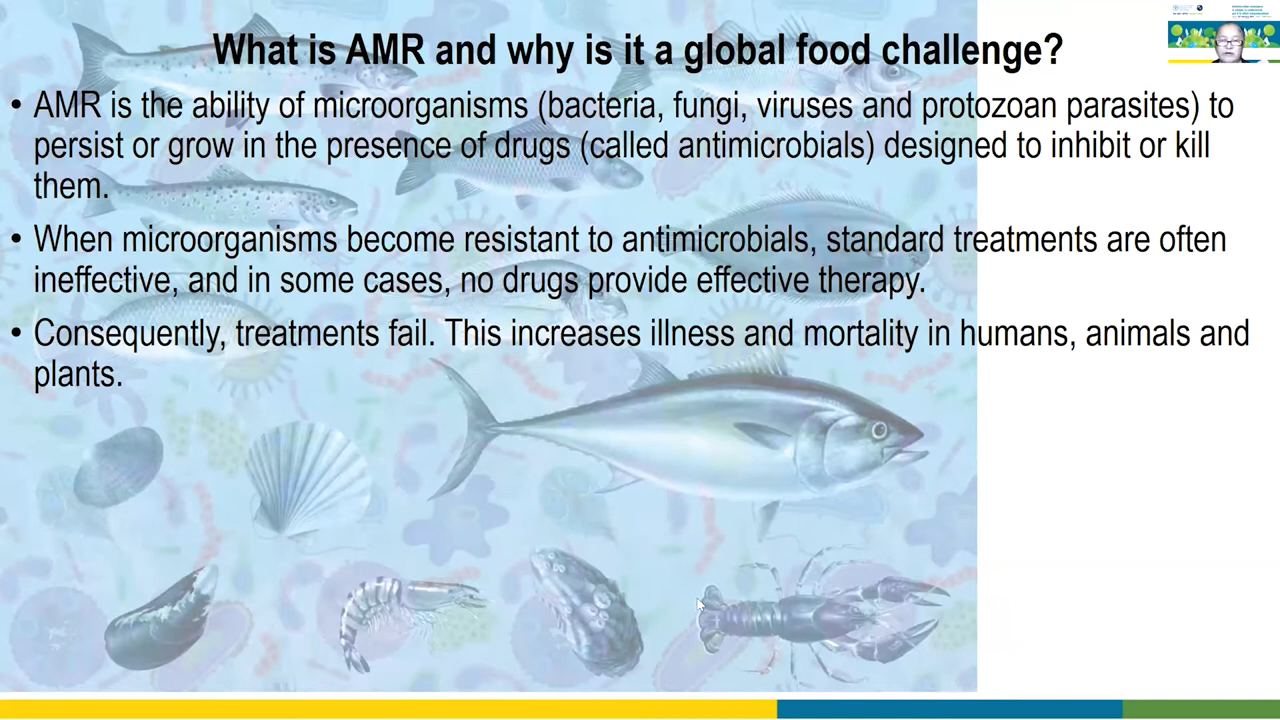 What is AMR and why is it a global food challenge?
• AMR is the ability of microorganisms (bacteria, fungi, viruses and protozoan parasites) to
persist or grow in the presence of drugs (called antimicrobials) designed to inhibit or kill
them.
• When microorganisms become resistant to antimicrobials, standard treatments are often
ineffective, and in some cases, no drugs provide effective therapy.
• Consequently, treatments fail. This increases illness and mortality in humans, animals and
plants.